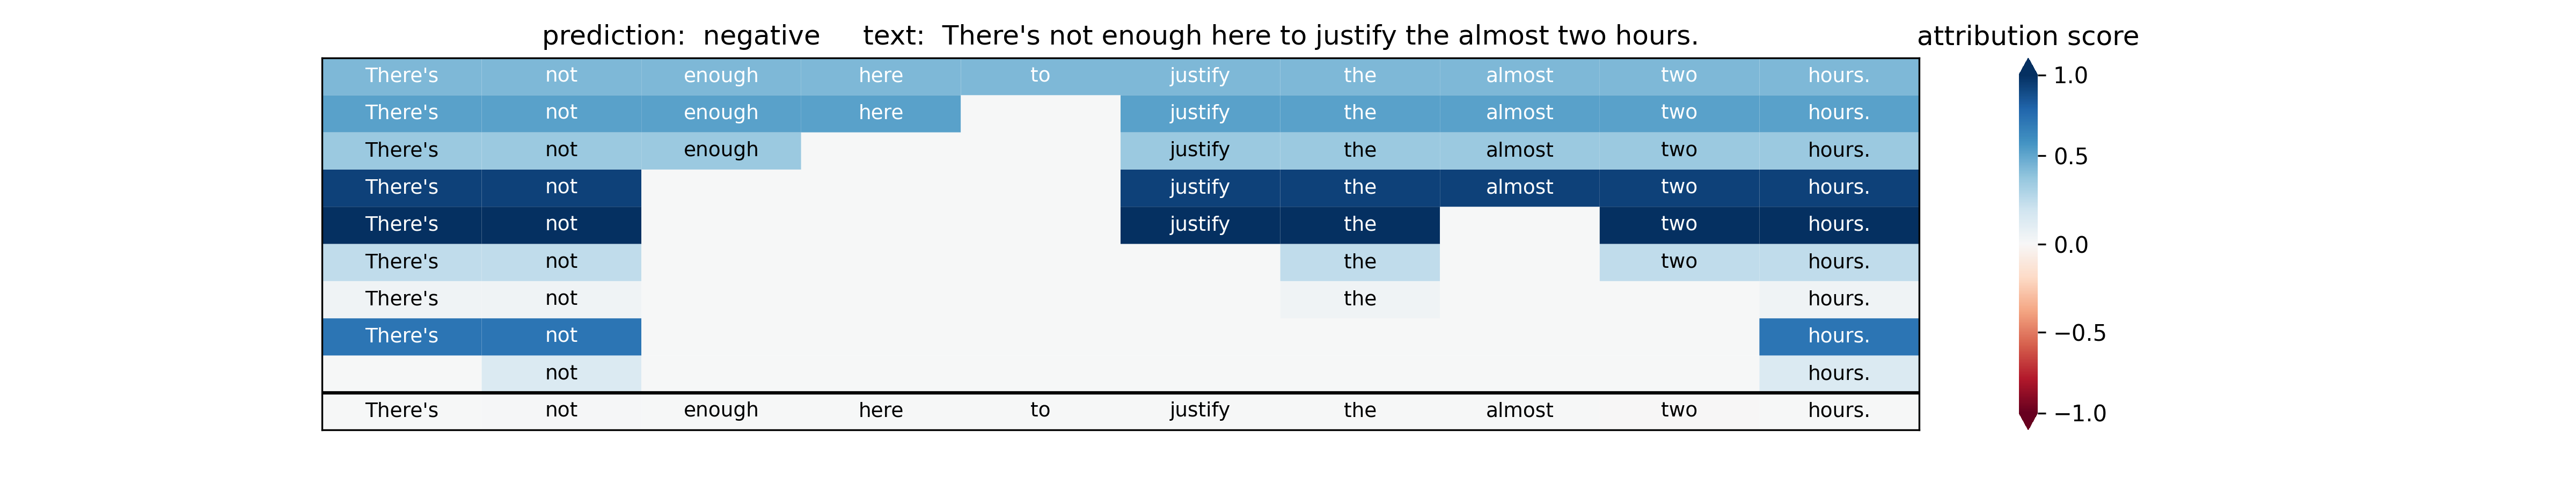 prediction: negative text: There's not enough here to justify the almost two hours. attribution score
There's not enough here to justify the almost two hours.
There's not enough here justify the almost two hours.
There's not enough justify the almost two hours.
There's not justify the almost two hours.
There's not justify the two hours.
There's not the two hours.
There's not the hours.
There's not hours.
not hours.
There's not enough here to justify the almost two hours.
1.0
0.5
0.0
−0.5
−1.0